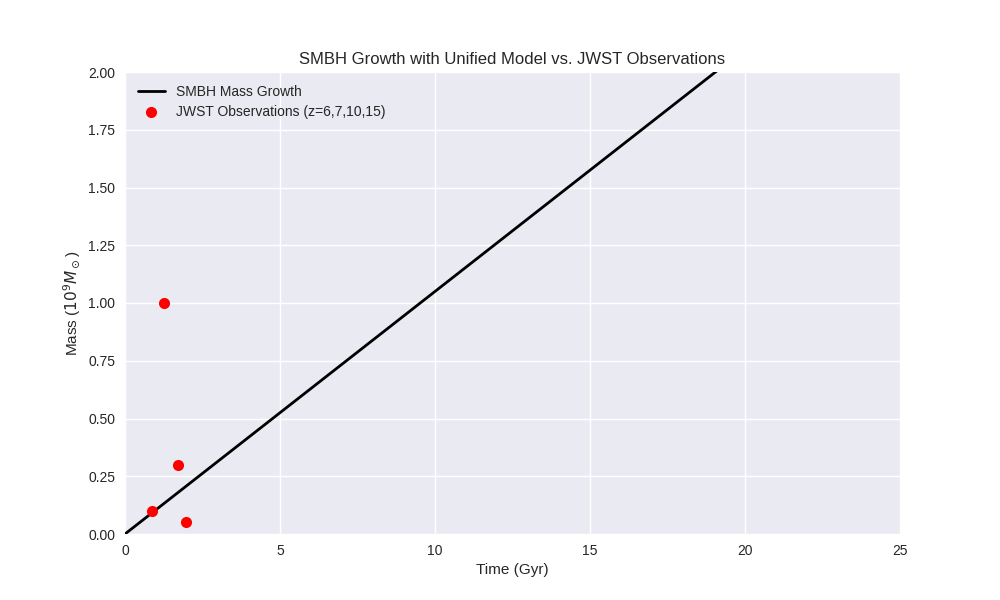 SMBH Growth with Unified Model vs. JWST Observations
SMBH Mass Growth
JWST Observations (z=6,7,10,15)
2.00
1.75
1.50
1.25
1.00
0.75
0.50
0.25
0.00
Mass (10⁹M⊙)
0 5 10 15 20 25
Time (Gyr)